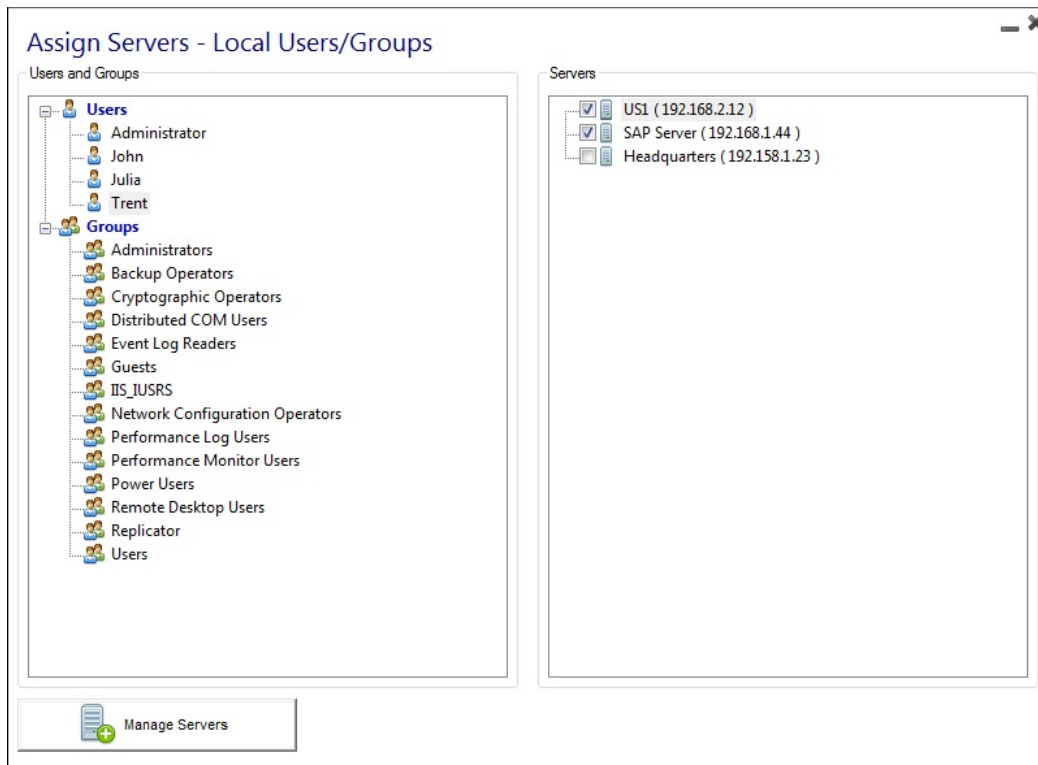 Assign Servers - Local Users/Groups
Users and Groups
Users
Administrator
John
Julia
Trent
Groups
Administrators
Backup Operators
Cryptographic Operators
Distributed COM Users
Event Log Readers
Guests
IIS_IUSRS
Network Configuration Operators
Performance Log Users
Performance Monitor Users
Power Users
Remote Desktop Users
Replicator
Users
Servers
US1 ( 192.168.2.12 )
SAP Server ( 192.168.1.44 )
Headquarters ( 192.158.1.23 )
Manage Servers